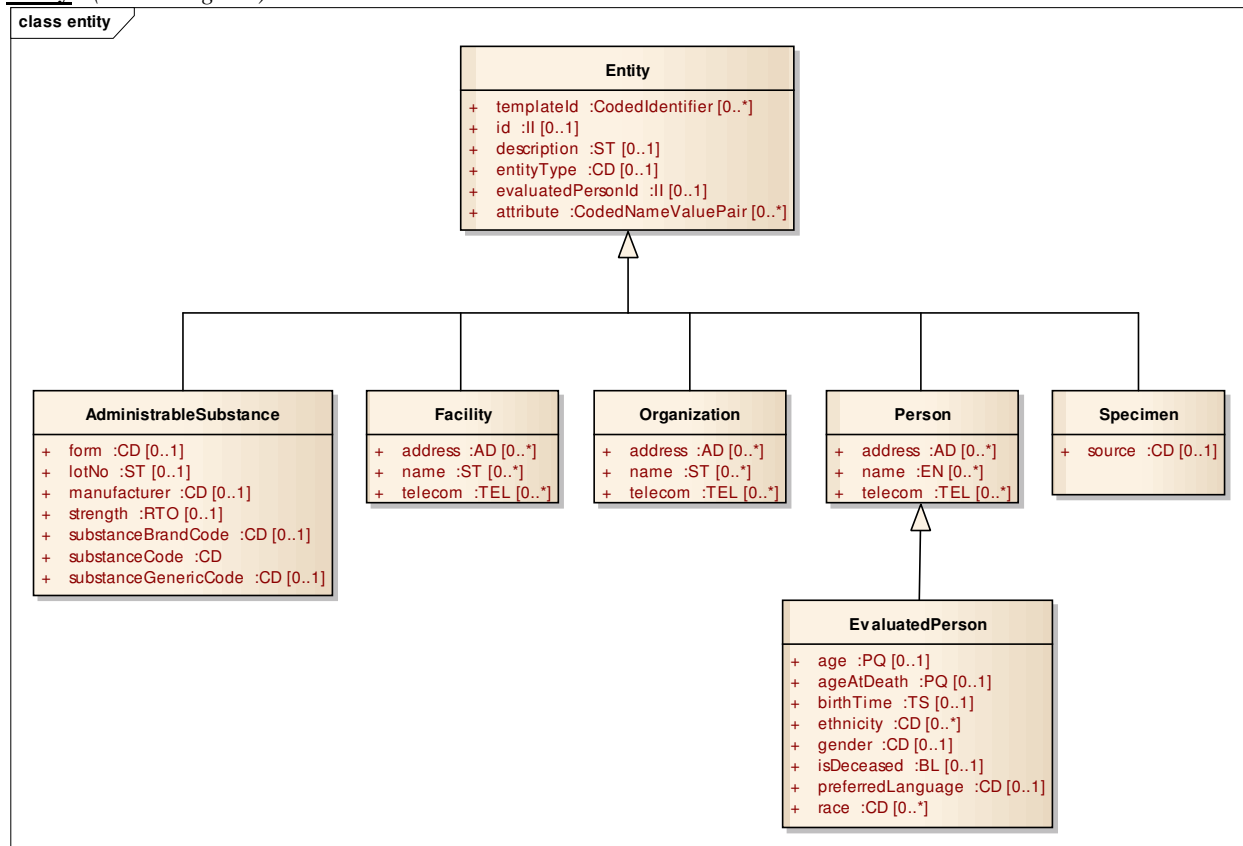 class entity
Entity
+ templateId :CodedIdentifier [0..*]
+ id :II [0..1]
+ description :ST [0..1]
+ entityType :CD [0..1]
+ evaluatedPersonId :II [0..1]
+ attribute :CodedNameValuePair [0..*]
AdministrableSubstance
+ form :CD [0..1]
+ lotNo :ST [0..1]
+ manufacturer :CD [0..1]
+ strength :RTO [0..1]
+ substanceBrandCode :CD [0..1]
+ substanceCode :CD
+ substanceGenericCode :CD [0..1]
Facility
+ address :AD [0..*]
+ name :ST [0..*]
+ telecom :TEL [0..*]
Organization
+ address :AD [0..*]
+ name :ST [0..*]
+ telecom :TEL [0..*]
Person
+ address :AD [0..*]
+ name :EN [0..*]
+ telecom :TEL [0..*]
Specimen
+ source :CD [0..1]
EvaluatedPerson
+ age :PQ [0..1]
+ ageAtDeath :PQ [0..1]
+ birthTime :TS [0..1]
+ ethnicity :CD [0..*]
+ gender :CD [0..1]
+ isDeceased :BL [0..1]
+ preferredLanguage :CD [0..1]
+ race :CD [0..*]